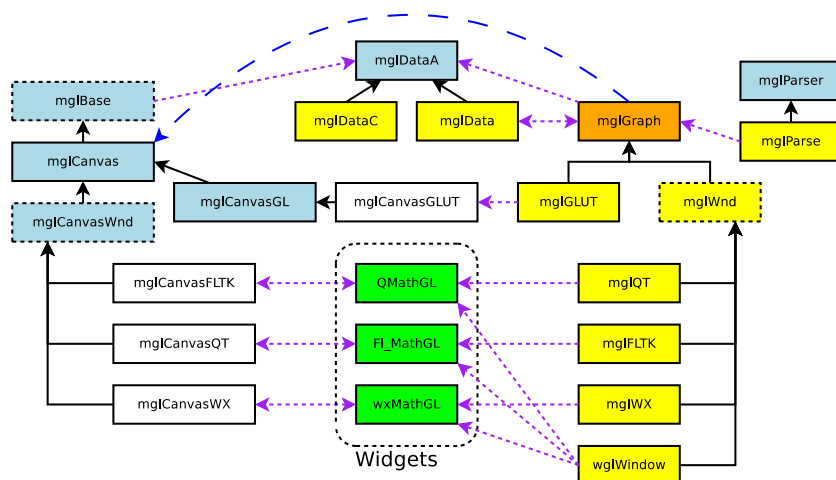 mglDataA
mglParser
mglBase
mglDataC
mglData
mglGraph
mglParse
mglCanvas
mglCanvasGL
mglCanvasGLUT
mglGLUT
mglWnd
mglCanvasWnd
mglCanvasFLTK
QMathGL
mglQT
mglCanvasQT
Fl_MathGL
mglFLTK
mglCanvasWX
wxMathGL
mglWX
Widgets
wglWindow